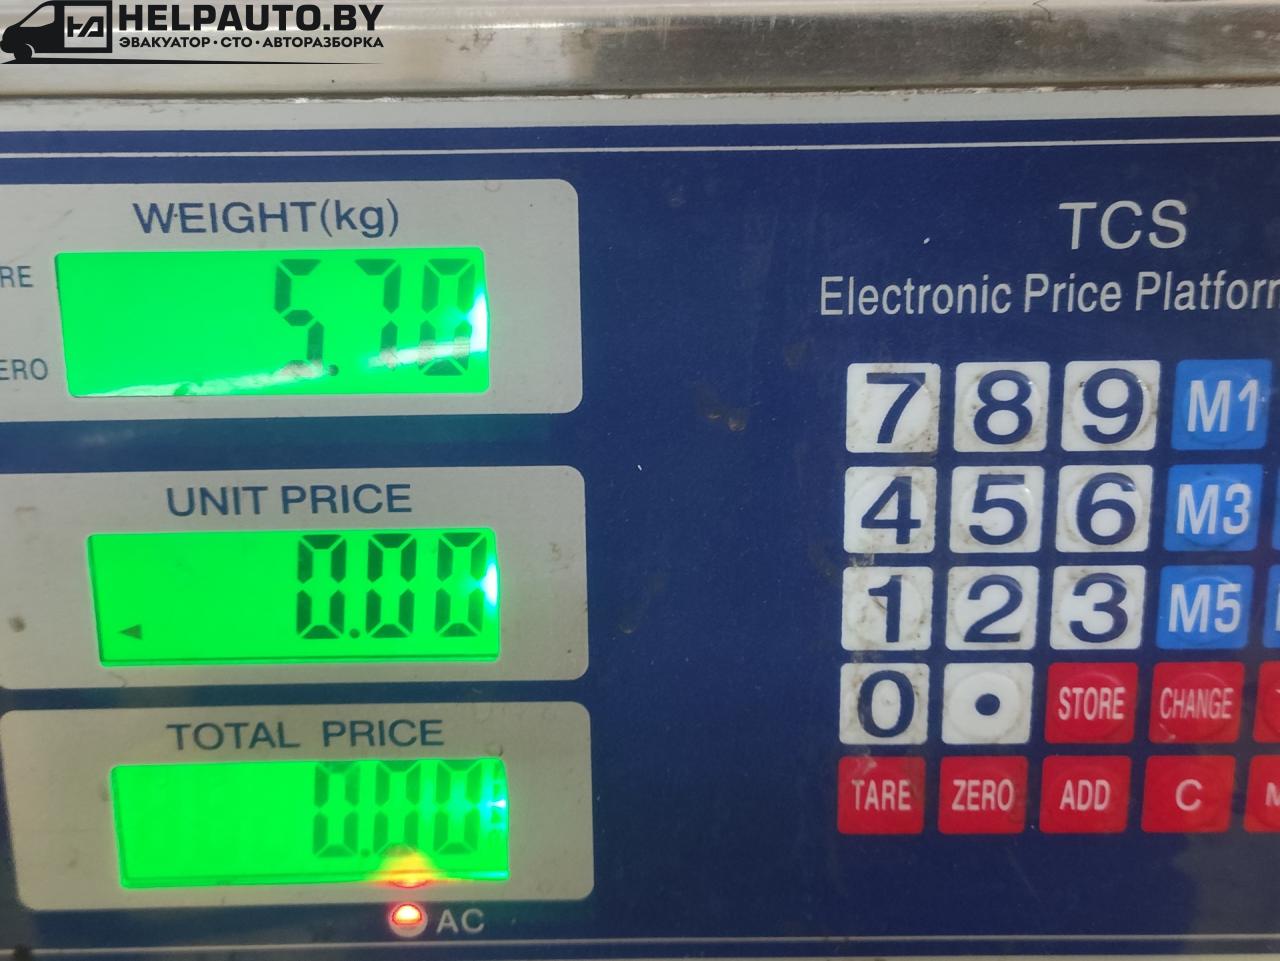 HELPAUTO.BY
ЭВАКУАТОР · СТО · АВТОРАЗБОРКА
WEIGHT(kg)
RE
5.70
ERO
UNIT PRICE
0.00
TOTAL PRICE
0.00
AC
TCS
Electronic Price Platfor
7 8 9 M1
4 5 6 M3
1 2 3 M5
0 • STORE CHANGE
TARE ZERO ADD C